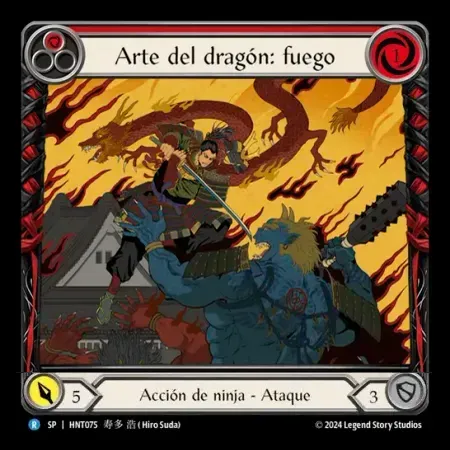 Arte del dragón: fuego
1
5
Acción de ninja - Ataque
3
R SP | HNT075 寿多 浩 (Hiro Suda)
© 2024 Legend Story Studios